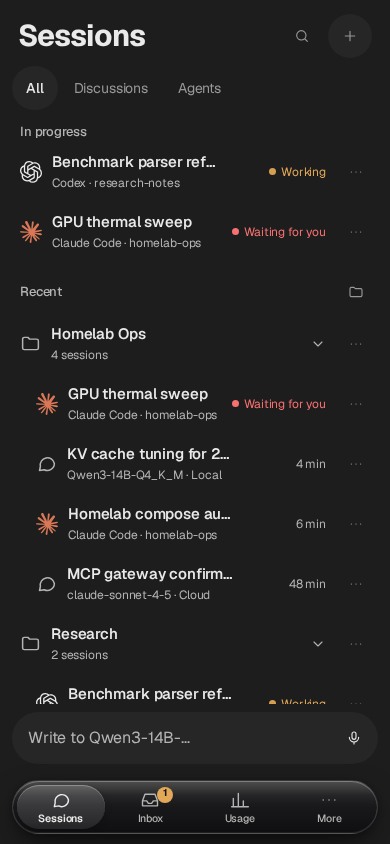 Sessions
All
Discussions
Agents
In progress
Benchmark parser ref...
Working
Codex · research-notes
GPU thermal sweep
Waiting for you
Claude Code · homelab-ops
Recent
Homelab Ops
4 sessions
GPU thermal sweep
Waiting for you
Claude Code · homelab-ops
KV cache tuning for 2...
4 min
Qwen3-14B-Q4_K_M · Local
Homelab compose au...
6 min
Claude Code · homelab-ops
MCP gateway confirm...
48 min
claude-sonnet-4-5 · Cloud
Research
2 sessions
Benchmark parser ref...
Working
Write to Qwen3-14B-...
1
Sessions
Inbox
Usage
More